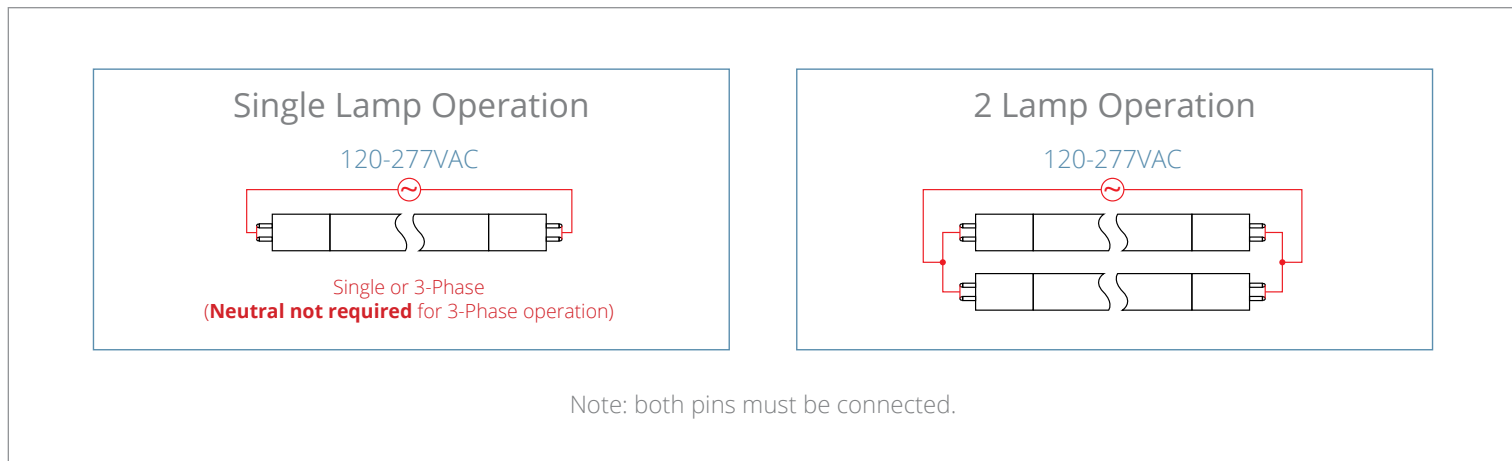 Single Lamp Operation
120-277VAC
Single or 3-Phase
(Neutral not required for 3-Phase operation)
2 Lamp Operation
120-277VAC
Note: both pins must be connected.